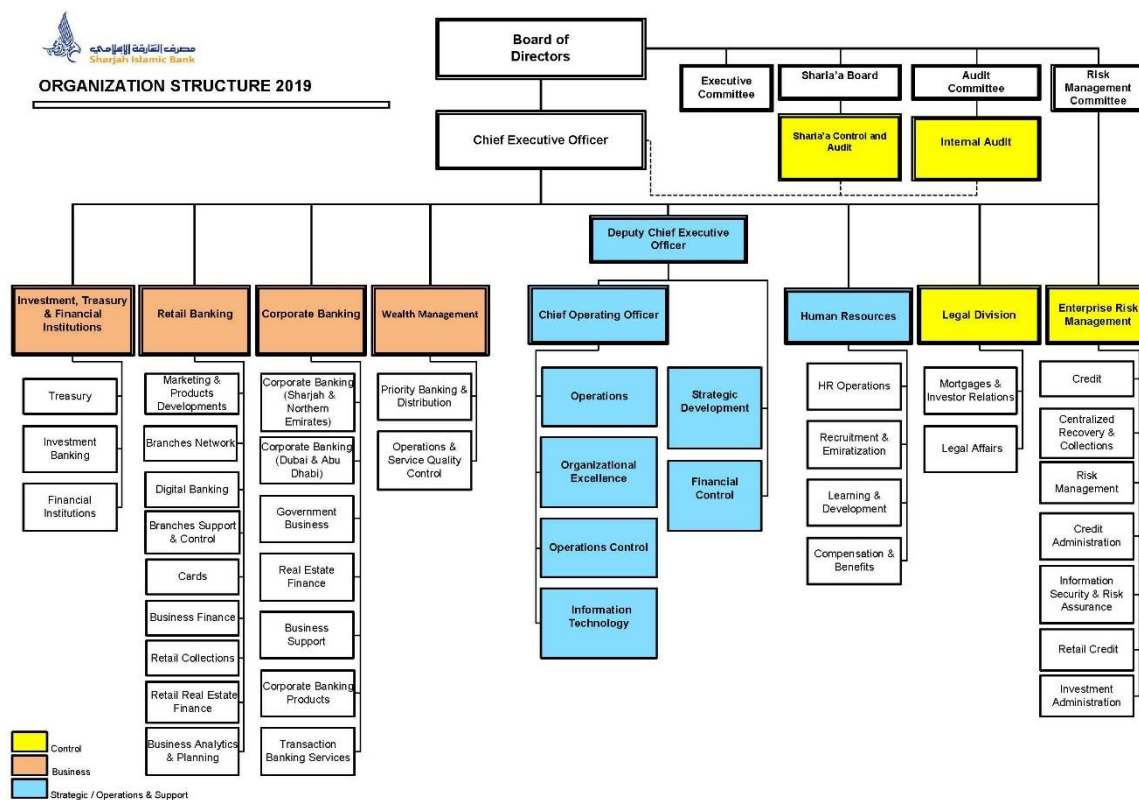 مصرف الشارقة الإسلامي
Sharjah Islamic Bank
ORGANIZATION STRUCTURE 2019
Board of
Directors
Executive
Committee
Sharia'a Board
Audit
Committee
Risk
Management
Committee
Chief Executive Officer
Sharia'a Control and
Audit
Internal Audit
Deputy Chief Executive
Officer
Investment, Treasury
& Financial
Institutions
Retail Banking
Corporate Banking
Wealth Management
Chief Operating Officer
Human Resources
Legal Division
Enterprise Risk
Management
Treasury
Investment
Banking
Financial
Institutions
Marketing &
Products
Developments
Branches Network
Digital Banking
Branches Support
& Control
Cards
Business Finance
Retail Collections
Retail Real Estate
Finance
Business Analytics
& Planning
Corporate Banking
(Sharjah &
Northern
Emirates)
Corporate Banking
(Dubai & Abu
Dhabi)
Government
Business
Real Estate
Finance
Business
Support
Corporate Banking
Products
Transaction
Banking Services
Priority Banking &
Distribution
Operations &
Service Quality
Control
Operations
Organizational
Excellence
Operations Control
Information
Technology
Strategic
Development
Financial
Control
HR Operations
Recruitment &
Emiratization
Learning &
Development
Compensation &
Benefits
Mortgages &
Investor Relations
Legal Affairs
Credit
Centralized
Recovery &
Collections
Risk
Management
Credit
Administration
Information
Security & Risk
Assurance
Retail Credit
Investment
Administration
Control
Business
Strategic / Operations & Support